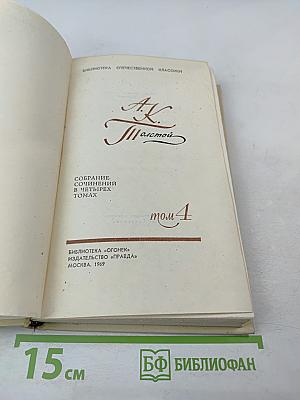 БИБЛИОТЕКА ОТЕЧЕСТВЕННОЙ КЛАССИКИ
А.
К.
Толстой
СОБРАНИЕ
СОЧИНЕНИЙ
В ЧЕТЫРЕХ
ТОМАХ
том 4
БИБЛИОТЕКА «ОГОНЕК»
ИЗДАТЕЛЬСТВО «ПРАВДА»
МОСКВА, 1969
15 см
БФ БИБЛИОФАН